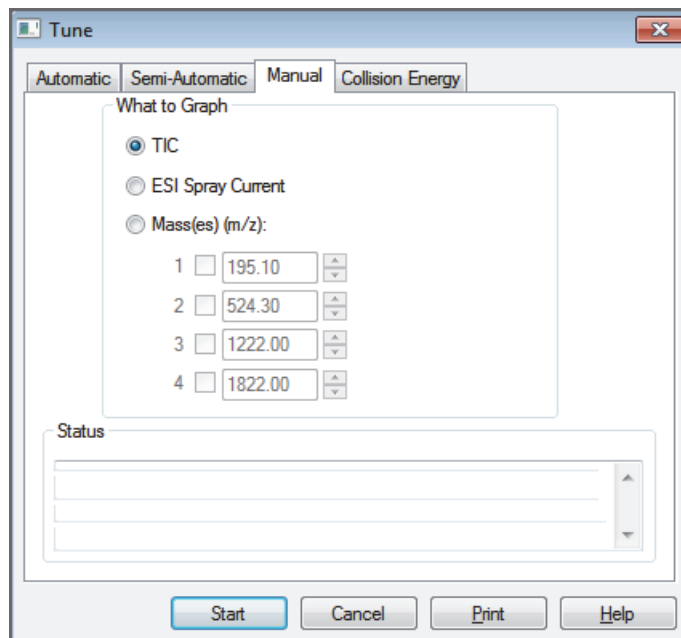 Tune
Automatic Semi-Automatic Manual Collision Energy
What to Graph
TIC
ESI Spray Current
Mass(es) (m/z):
1 195.10
2 524.30
3 1222.00
4 1822.00
Status
Start Cancel Print Help